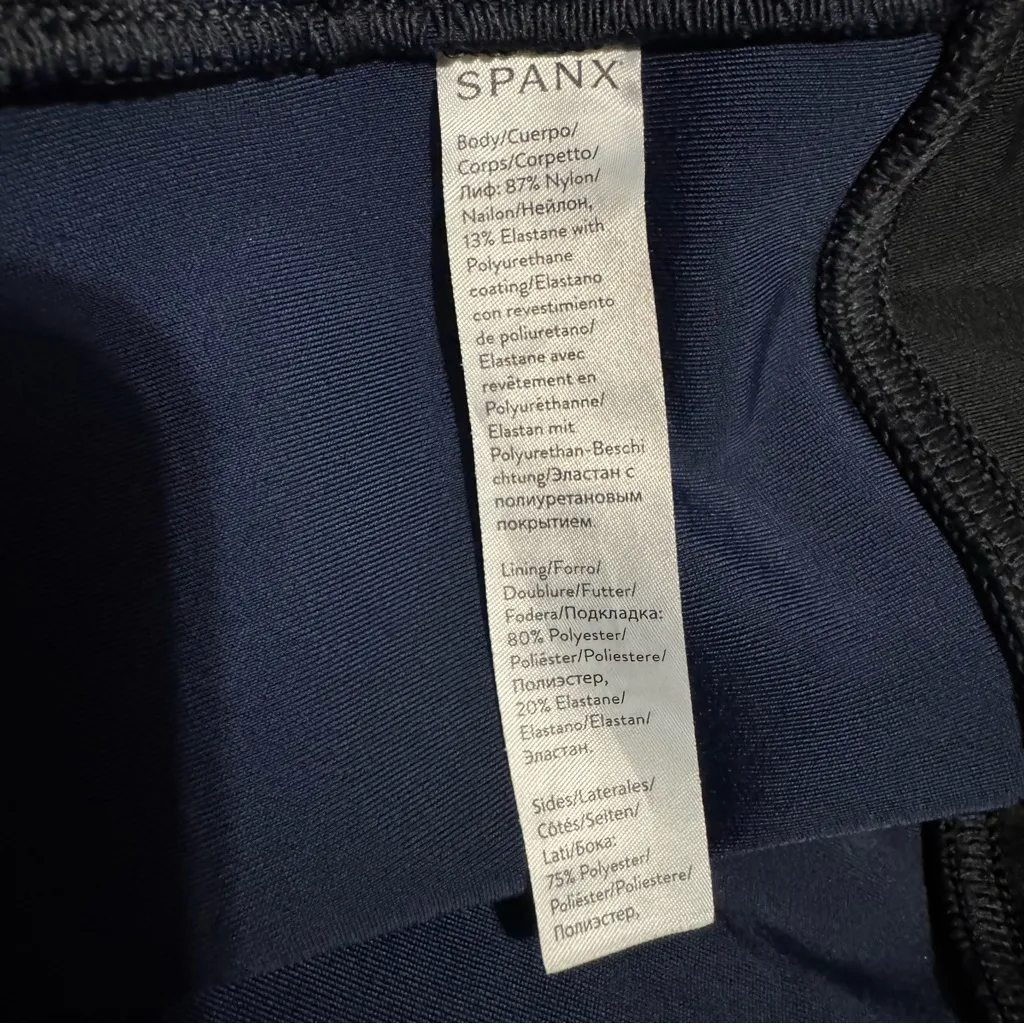 SPANX
Body/Cuerpo/
Corps/Corpetto/
Лиф: 87% Nylon/
Nailon/Нейлон,
13% Elastane with
Polyurethane
coating/Elastano
con revestimiento
de poliuretano/
Elastane avec
revêtement en
Polyuréthanne/
Elastan mit
Polyurethan-Beschi
chtung/Эластан с
полиуретановым
покрытием.
Lining/Forro/
Doublure/Futter/
Fodera/Подкладка:
80% Polyester/
Poliéster/Poliestere/
Полиэстер,
20% Elastane/
Elastano/Elastan/
Эластан.
Sides/Laterales/
Côtés/Seiten/
Lati/Бока:
75% Polyester/
Poliéster/Poliestere/
Полиэстер,